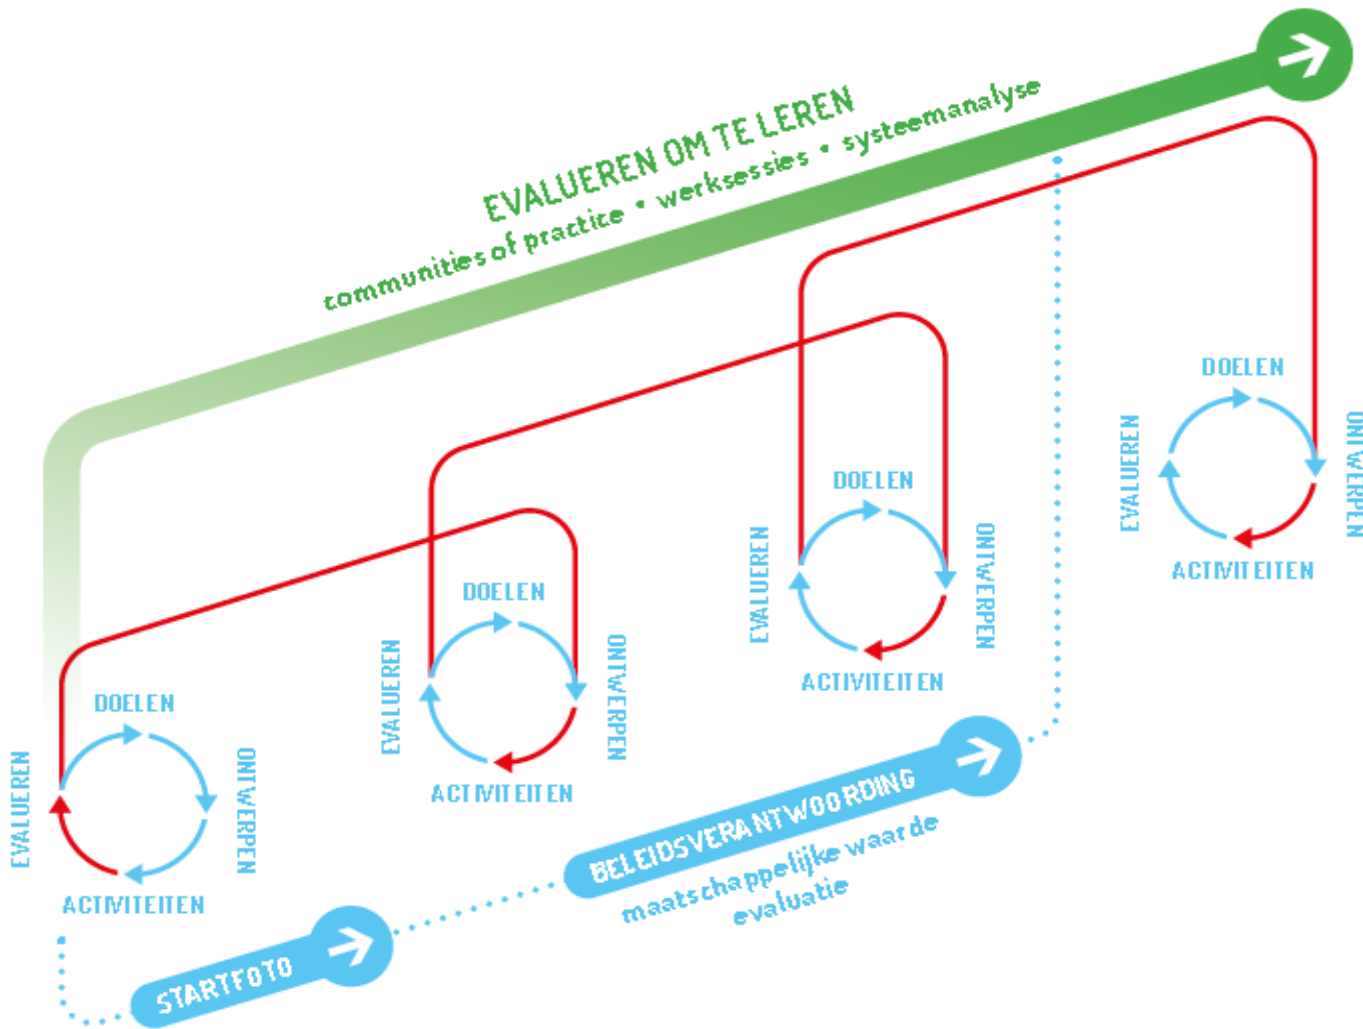 EVALUEREN OM TE LEREN
communities of practice • werksessies • systeemanalyse
DOELEN
EVALUEREN
ONTWERPEN
ACTIVITEITEN
DOELEN
EVALUEREN
ONTWERPEN
ACTIVITEITEN
DOELEN
EVALUEREN
ONTWERPEN
ACTIVITEITEN
DOELEN
EVALUEREN
ONTWERPEN
ACTIVITEITEN
STARTFOTO
BELEIDSVERANTWOORDING
maatschappelijke waarde
evaluatie